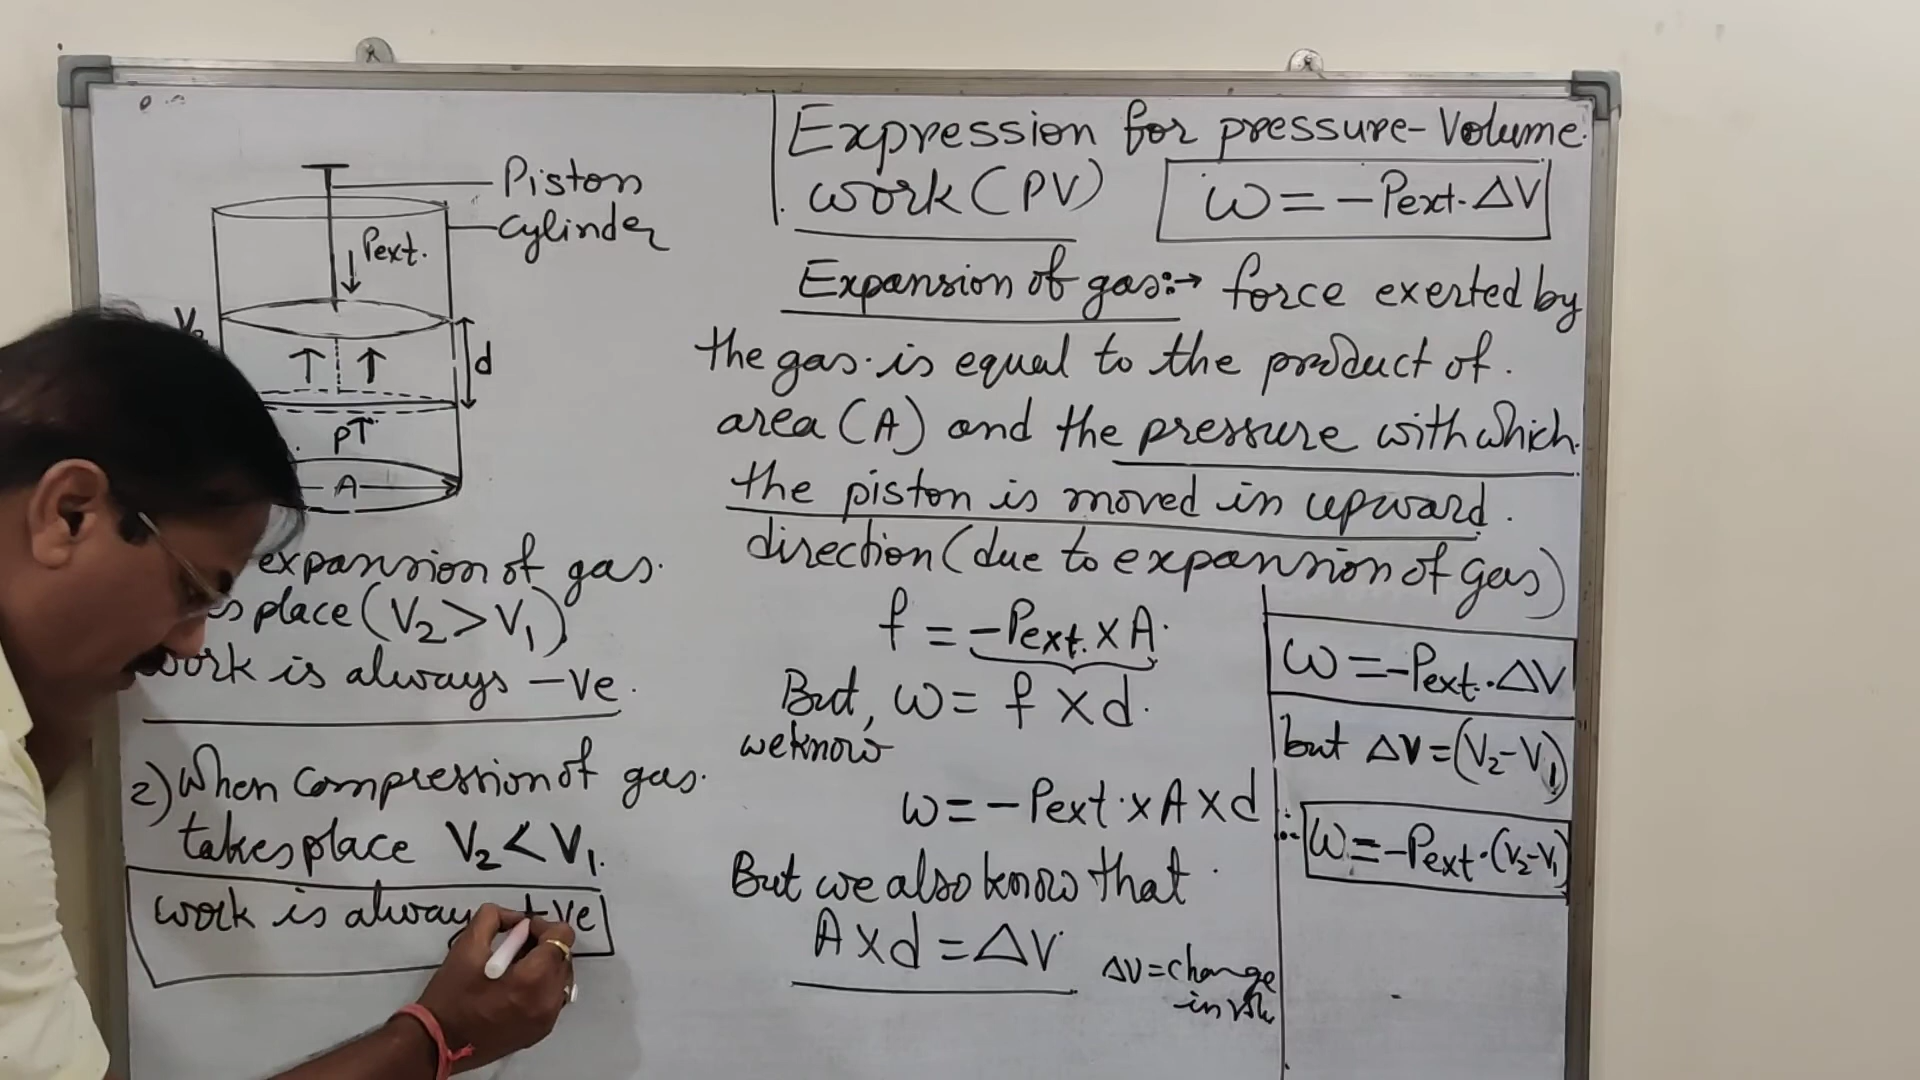 Piston
Cylinder
Pext.
d
P↑
A
expansion of gas.
place (V₂ > V₁)
work is always -ve.
2) When compression of gas.
takes place V₂ < V₁.
work is always +ve
Expression for pressure-Volume.
work (PV)
W = -Pext. ΔV
Expansion of gas:→ force exerted by
the gas is equal to the product of.
area (A) and the pressure with which.
the piston is moved in upward.
direction (due to expansion of gas)
f = -Pext. × A.
But, w = f × d.
we know
w = -Pext. × A × d
But we also know that
A × d = ΔV
ΔV = change
in
W = -Pext. ΔV
but ΔV = (V₂-V₁)
∴ W = -Pext. (V₂-V₁)